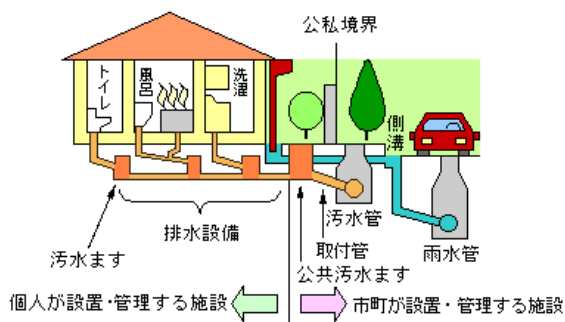 公私境界
トイレ
風呂
洗濯
側溝
汚水ます
排水設備
汚水管
取付管
公共汚水ます
雨水管
個人が設置・管理する施設
市町が設置・管理する施設